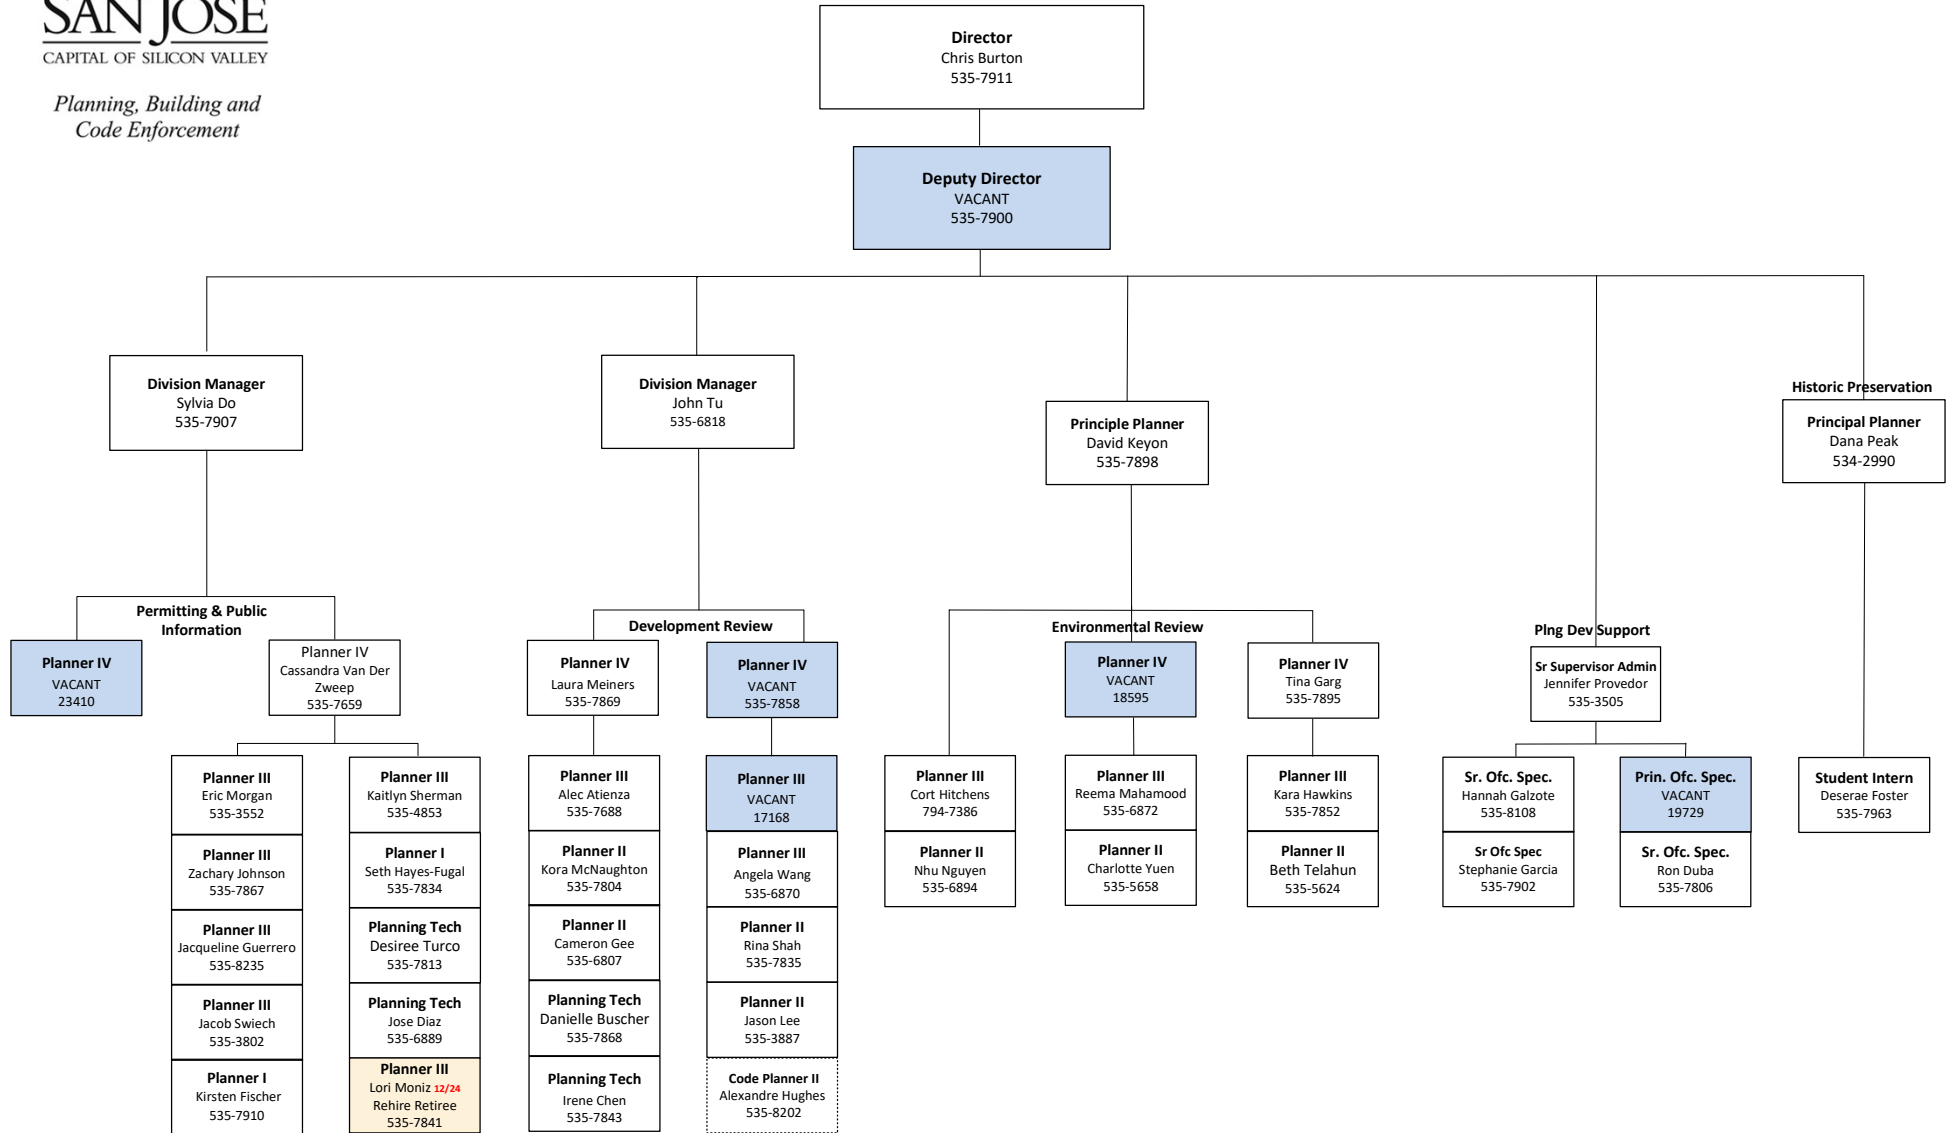 SAN JOSE
CAPITAL OF SILICON VALLEY
Planning, Building and
Code Enforcement
Director
Chris Burton
535-7911
Deputy Director
VACANT
535-7900
Division Manager
Sylvia Do
535-7907
Division Manager
John Tu
535-6818
Principle Planner
David Keyon
535-7898
Historic Preservation
Principal Planner
Dana Peak
534-2990
Permitting & Public
Information
Planner IV
VACANT
23410
Planner IV
Cassandra Van Der
Zweep
535-7659
Planner III
Eric Morgan
535-3552
Planner III
Zachary Johnson
535-7867
Planner III
Jacqueline Guerrero
535-8235
Planner III
Jacob Swiech
535-3802
Planner I
Kirsten Fischer
535-7910
Planner III
Kaitlyn Sherman
535-4853
Planner I
Seth Hayes-Fugal
535-7834
Planning Tech
Desiree Turco
535-7813
Planning Tech
Jose Diaz
535-6889
Planner III
Lori Moniz 12/24
Rehire Retiree
535-7841
Development Review
Planner IV
Laura Meiners
535-7869
Planner III
Alec Atienza
535-7688
Planner II
Kora McNaughton
535-7804
Planner II
Cameron Gee
535-6807
Planning Tech
Danielle Buscher
535-7868
Planning Tech
Irene Chen
535-7843
Planner IV
VACANT
535-7858
Planner III
VACANT
17168
Planner III
Angela Wang
535-6870
Planner II
Rina Shah
535-7835
Planner II
Jason Lee
535-3887
Code Planner II
Alexandre Hughes
535-8202
Environmental Review
Planner III
Cort Hitchens
794-7386
Planner II
Nhu Nguyen
535-6894
Planner IV
VACANT
18595
Planner III
Reema Mahamood
535-6872
Planner II
Charlotte Yuen
535-5658
Planner IV
Tina Garg
535-7895
Planner III
Kara Hawkins
535-7852
Planner II
Beth Telahun
535-5624
Plng Dev Support
Sr Supervisor Admin
Jennifer Provedor
535-3505
Sr. Ofc. Spec.
Hannah Galzote
535-8108
Sr Ofc Spec
Stephanie Garcia
535-7902
Prin. Ofc. Spec.
VACANT
19729
Sr. Ofc. Spec.
Ron Duba
535-7806
Student Intern
Deserae Foster
535-7963